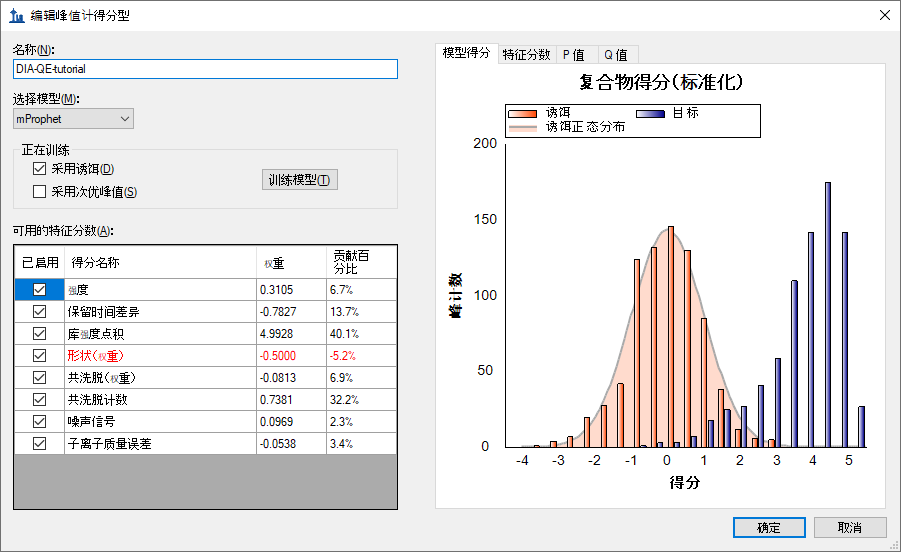 编辑峰值计得分型
名称(N):
DIA-QE-tutorial
选择模型(M):
mProphet
正在训练
采用诱饵(D)
采用次优峰值(S)
训练模型(T)
可用的特征分数(A):
已启用 得分名称 权重 贡献百分比
强度 0.3105 6.7%
保留时间差异 -0.7827 13.7%
库强度点积 4.9928 40.1%
形状(权重) -0.5000 -5.2%
共洗脱(权重) -0.0813 6.9%
共洗脱计数 0.7381 32.2%
噪声信号 0.0969 2.3%
子离子质量误差 -0.0538 3.4%
模型得分 特征分数 P 值 Q 值
复合物得分(标准化)
诱饵 目标
诱饵正态分布
200
150
100
50
0
峰计数
-4 -3 -2 -1 0 1 2 3 4 5
得分
确定 取消